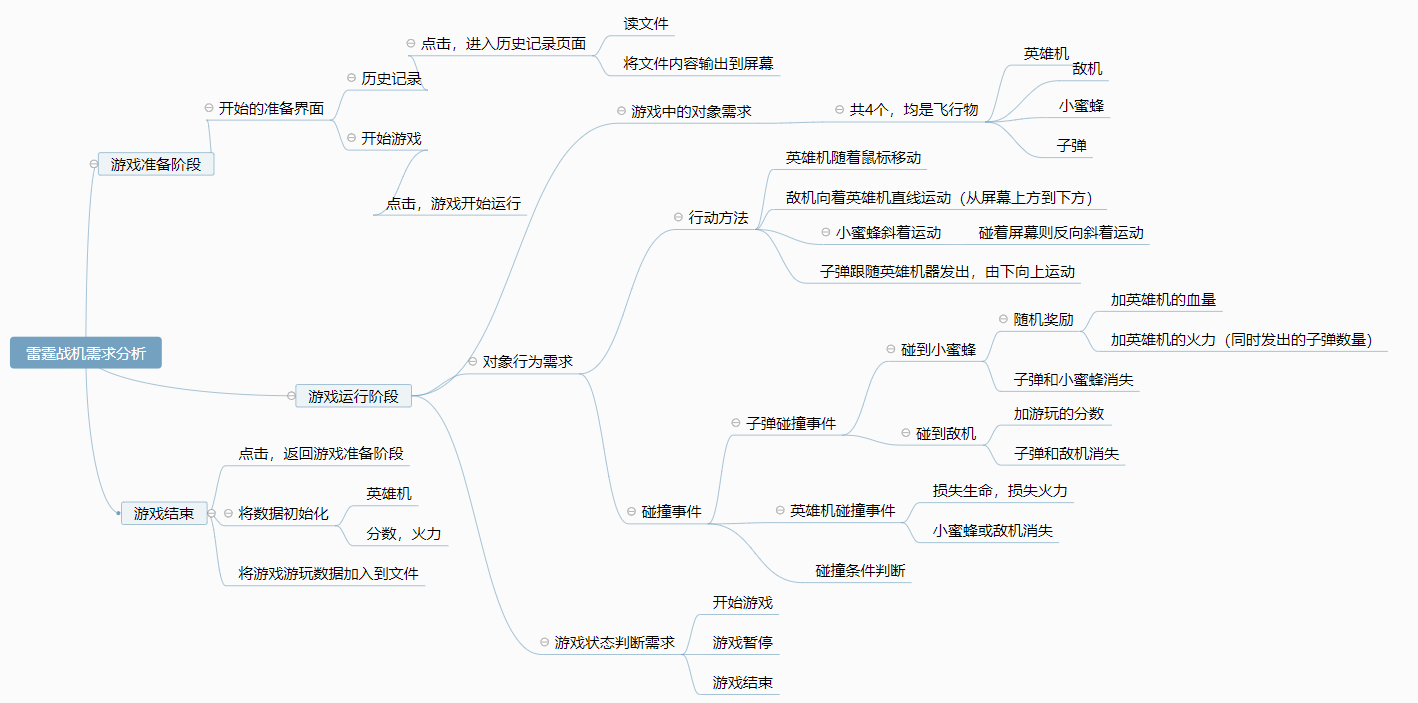 雷霆战机需求分析
游戏准备阶段
开始的准备界面
历史记录
点击，进入历史记录页面
读文件
将文件内容输出到屏幕
开始游戏
点击，游戏开始运行
游戏运行阶段
游戏中的对象需求
共4个，均是飞行物
英雄机
敌机
小蜜蜂
子弹
对象行为需求
行动方法
英雄机随着鼠标移动
敌机向着英雄机直线运动（从屏幕上方到下方）
小蜜蜂斜着运动
碰着屏幕则反向斜着运动
子弹跟随英雄机器发出，由下向上运动
碰撞事件
子弹碰撞事件
碰到小蜜蜂
随机奖励
加英雄机的血量
加英雄机的火力（同时发出的子弹数量）
子弹和小蜜蜂消失
碰到敌机
加游玩的分数
子弹和敌机消失
英雄机碰撞事件
损失生命，损失火力
小蜜蜂或敌机消失
碰撞条件判断
游戏状态判断需求
开始游戏
游戏暂停
游戏结束
游戏结束
点击，返回游戏准备阶段
将数据初始化
英雄机
分数，火力
将游戏游玩数据加入到文件